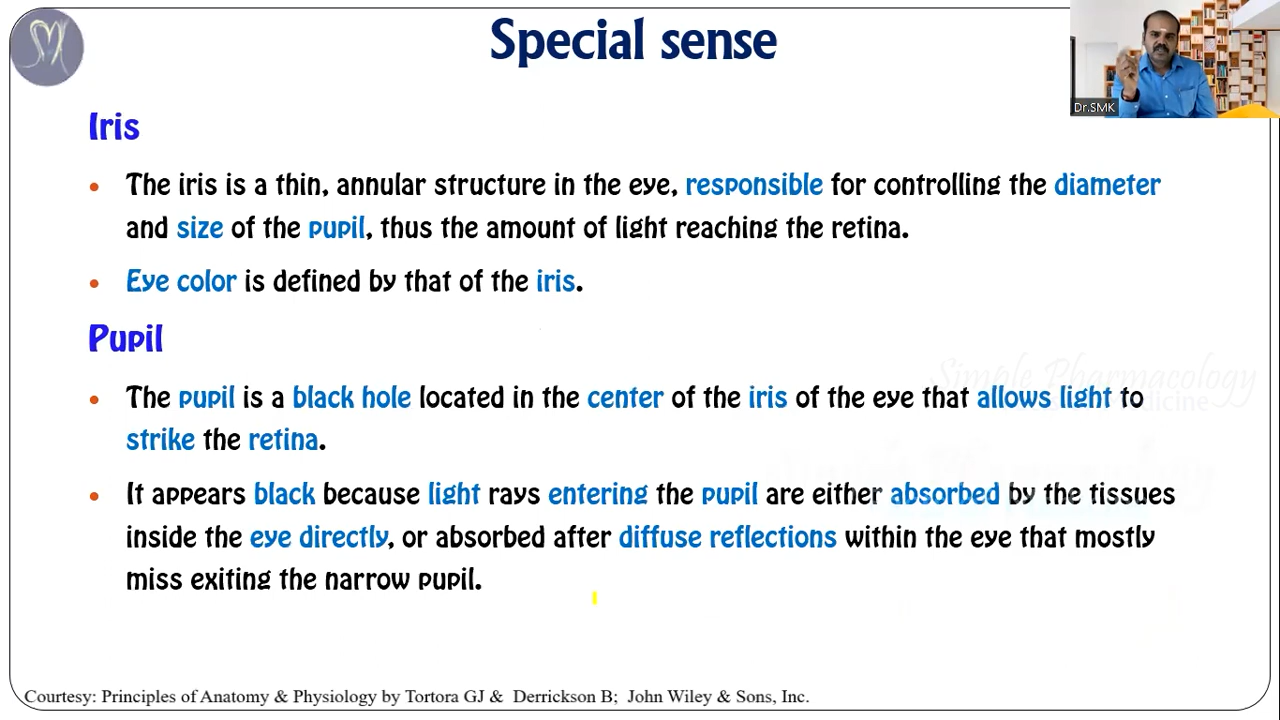 Special sense
Dr.SMK
Iris
• The iris is a thin, annular structure in the eye, responsible for controlling the diameter
and size of the pupil, thus the amount of light reaching the retina.
• Eye color is defined by that of the iris.
Pupil
• The pupil is a black hole located in the center of the iris of the eye that allows light to
strike the retina.
• It appears black because light rays entering the pupil are either absorbed by the tissues
inside the eye directly, or absorbed after diffuse reflections within the eye that mostly
miss exiting the narrow pupil.
Simple Pharmacology
Courtesy: Principles of Anatomy & Physiology by Tortora GJ & Derrickson B; John Wiley & Sons, Inc.